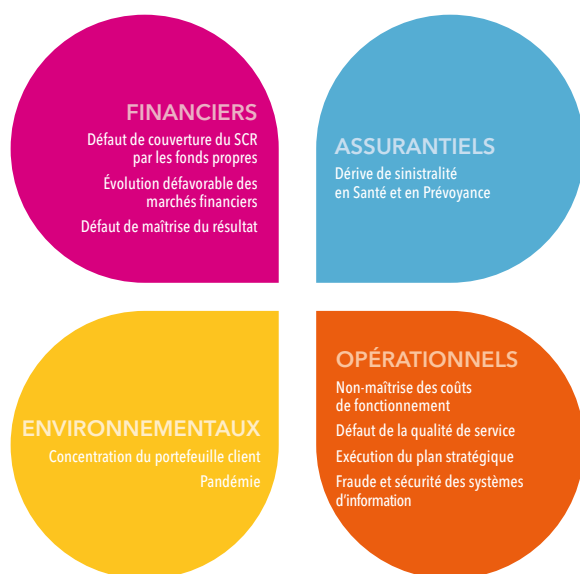 FINANCIERS
Défaut de couverture du SCR
par les fonds propres
Évolution défavorable des
marchés financiers
Défaut de maîtrise du résultat
ASSURANTIELS
Dérive de sinistralité
en Santé et en Prévoyance
ENVIRONNEMENTAUX
Concentration du portefeuille client
Pandémie
OPÉRATIONNELS
Non-maîtrise des coûts
de fonctionnement
Défaut de la qualité de service
Exécution du plan stratégique
Fraude et sécurité des systèmes
d'information